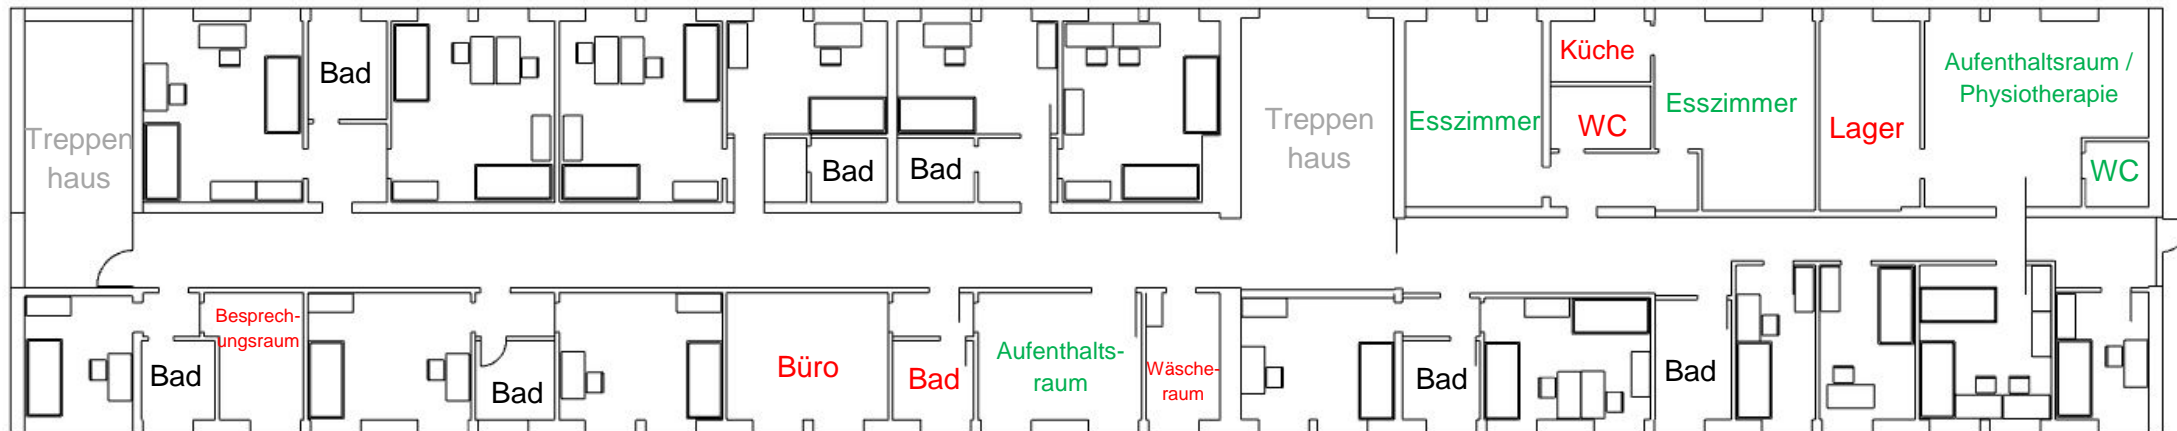 Treppen
haus
Bad
Bad
Bad
Treppen
haus
Esszimmer
Küche
WC
Esszimmer
Lager
Aufenthaltsraum /
Physiotherapie
WC
Besprech-
ungsraum
Bad
Bad
Büro
Bad
Aufenthalts-
raum
Wäsche-
raum
Bad
Bad